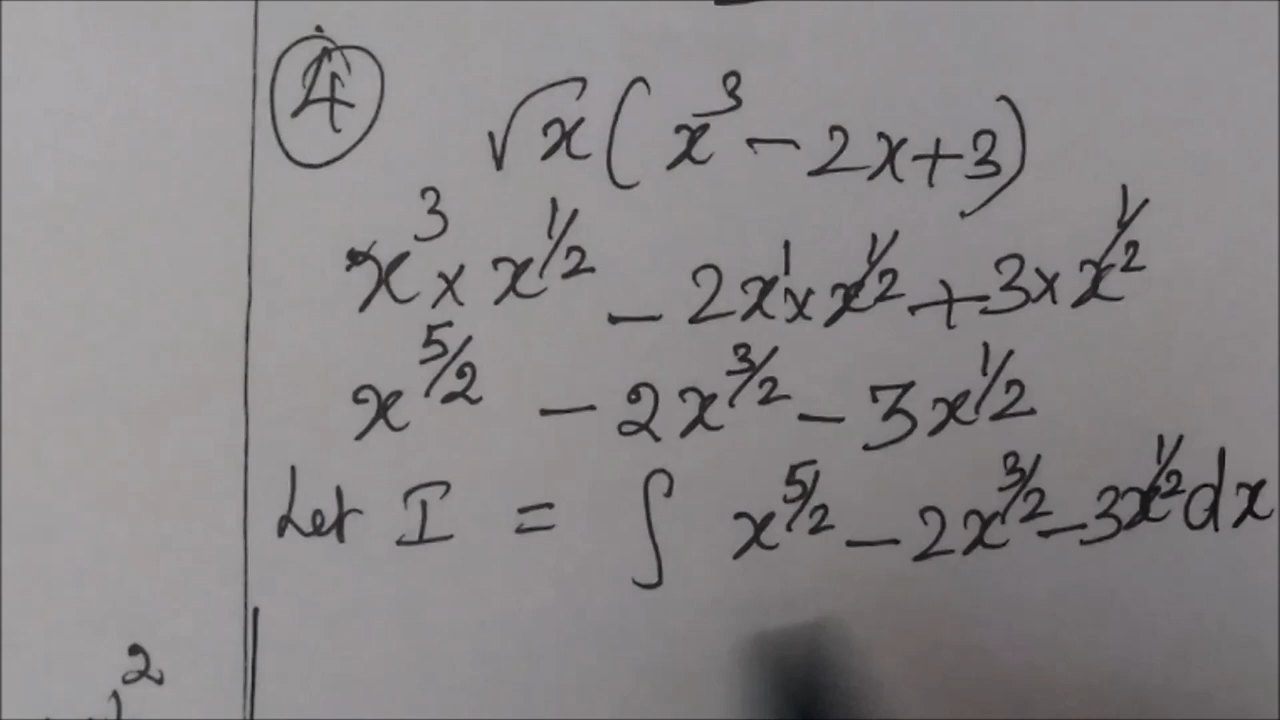 ④ √x(x³ − 2x + 3)
x³ × x^{1/2} − 2x¹ × x^{1/2} + 3 × x^{1/2}
x^{5/2} − 2x^{3/2} − 3x^{1/2}
Let I = ∫ x^{5/2} − 2x^{3/2} − 3x^{1/2} dx
)²